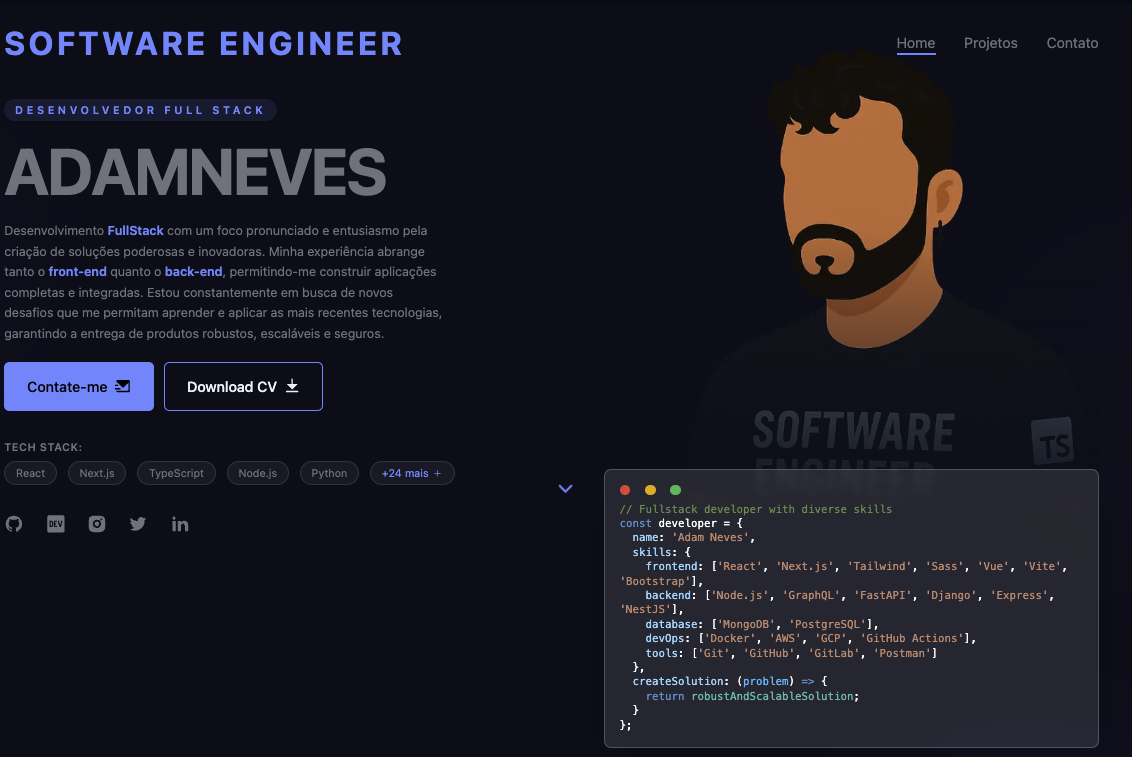 SOFTWARE ENGINEER
Home Projetos Contato
DESENVOLVEDOR FULL STACK
ADAMNEVES
Desenvolvimento FullStack com um foco pronunciado e entusiasmo pela
criação de soluções poderosas e inovadoras. Minha experiência abrange
tanto o front-end quanto o back-end, permitindo-me construir aplicações
completas e integradas. Estou constantemente em busca de novos
desafios que me permitam aprender e aplicar as mais recentes tecnologias,
garantindo a entrega de produtos robustos, escaláveis e seguros.
Contate-me
Download CV
TECH STACK:
React
Next.js
TypeScript
Node.js
Python
+24 mais +
DEV
SOFTWARE
ENGINEER
TS
// Fullstack developer with diverse skills
const developer = {
  name: 'Adam Neves',
  skills: {
    frontend: ['React', 'Next.js', 'Tailwind', 'Sass', 'Vue', 'Vite',
'Bootstrap'],
    backend: ['Node.js', 'GraphQL', 'FastAPI', 'Django', 'Express',
'NestJS'],
    database: ['MongoDB', 'PostgreSQL'],
    devOps: ['Docker', 'AWS', 'GCP', 'GitHub Actions'],
    tools: ['Git', 'GitHub', 'GitLab', 'Postman']
  },
  createSolution: (problem) => {
    return robustAndScalableSolution;
  }
};